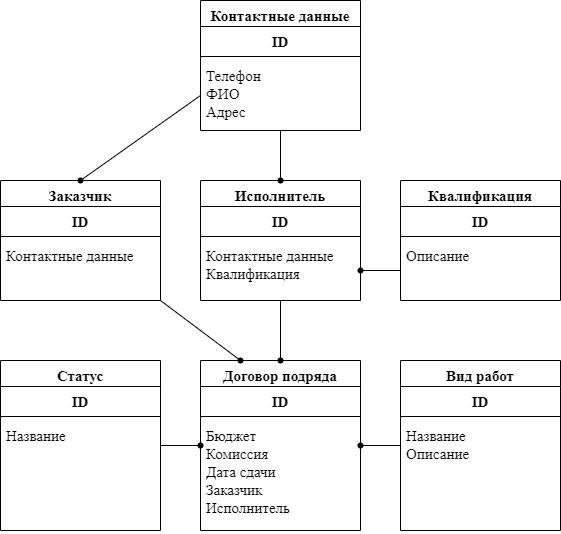 Контактные данные
ID
Телефон
ФИО
Адрес
Заказчик
ID
Контактные данные
Исполнитель
ID
Контактные данные
Квалификация
Квалификация
ID
Описание
Статус
ID
Название
Договор подряда
ID
Бюджет
Комиссия
Дата сдачи
Заказчик
Исполнитель
Вид работ
ID
Название
Описание